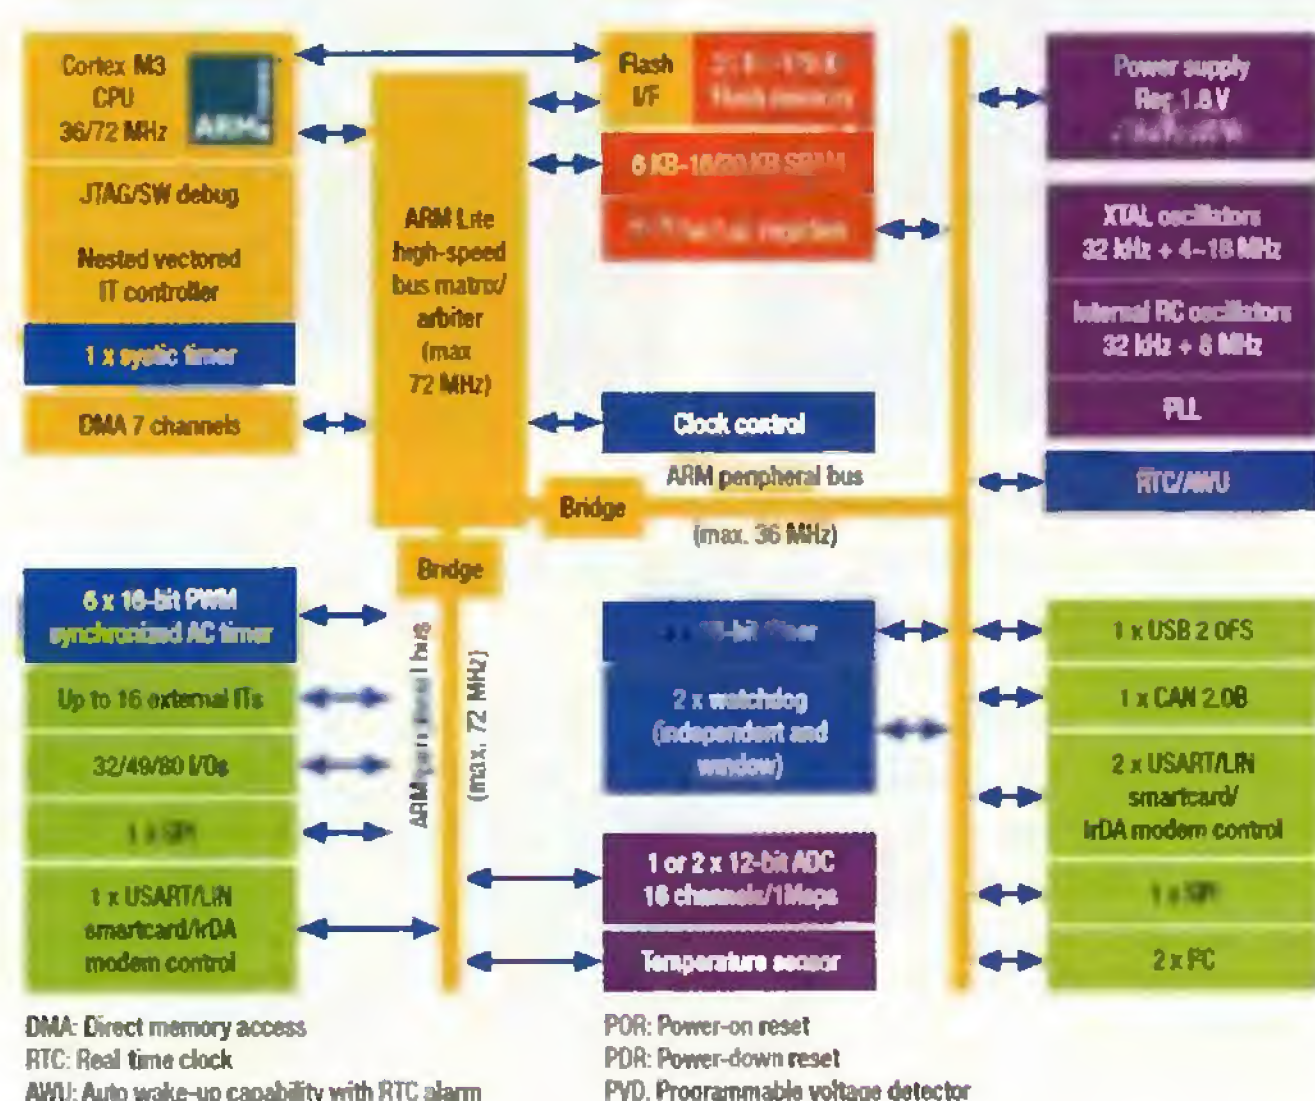 Cortex M3
CPU
36/72 MHz
ARM
JTAG/SW debug
Nested vectored
IT controller
1 x systic timer
DMA 7 channels
ARM Lite
high-speed
bus matrix/
arbiter
(max
72 MHz)
Flash
I/F
Flash memory
6 KB-16/20 KB SRAM
Clock control
ARM peripheral bus
(max. 36 MHz)
Bridge
Bridge
Power supply
Reg 1.8 V
XTAL oscillators
32 kHz + 4~16 MHz
Internal RC oscillators
32 kHz + 8 MHz
PLL
RTC/AWU
6 x 16-bit PWM
synchronized AC timer
Up to 16 external ITs
32/49/80 I/Os
1 x SPI
1 x USART/LIN
smartcard/IrDA
modem control
ARM peripheral bus
(max. 72 MHz)
16-bit timer
2 x watchdog
(independent and
window)
1 or 2 x 12-bit ADC
16 channels/1Msps
Temperature sensor
1 x USB 2.0FS
1 x CAN 2.0B
2 x USART/LIN
smartcard/
IrDA modem control
1 x SPI
2 x I²C
DMA: Direct memory access
RTC: Real time clock
AWU: Auto wake-up capability with RTC alarm
POR: Power-on reset
PDR: Power-down reset
PVD. Programmable voltage detector